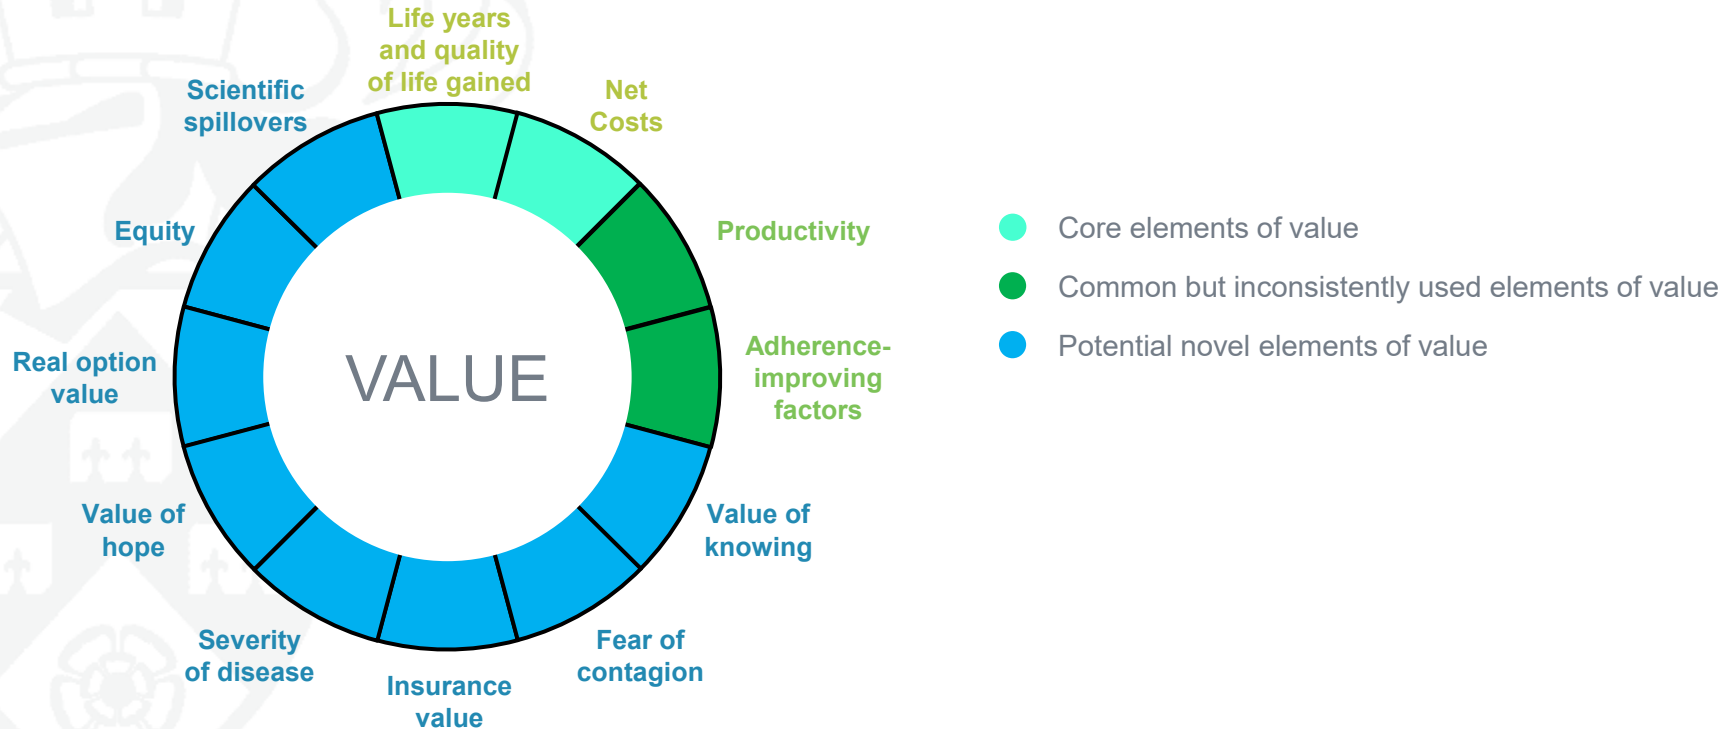 Life years
and quality
of life gained
Net
Costs
Productivity
Adherence-
improving
factors
Value of
knowing
Fear of
contagion
Insurance
value
Severity
of disease
Value of
hope
Real option
value
Equity
Scientific
spillovers
VALUE
Core elements of value
Common but inconsistently used elements of value
Potential novel elements of value